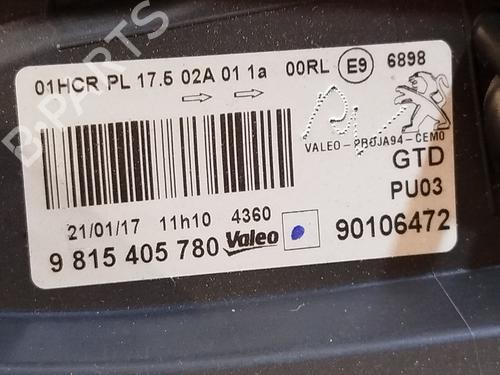 B-PARTS
01HCR PL 17.5 02A 01 1a 00RL E9 6898
VALEO-PROJA94-CEMO
GTD
PU03
21/01/17 11h10 4360
9 815 405 780 Valeo 90106472